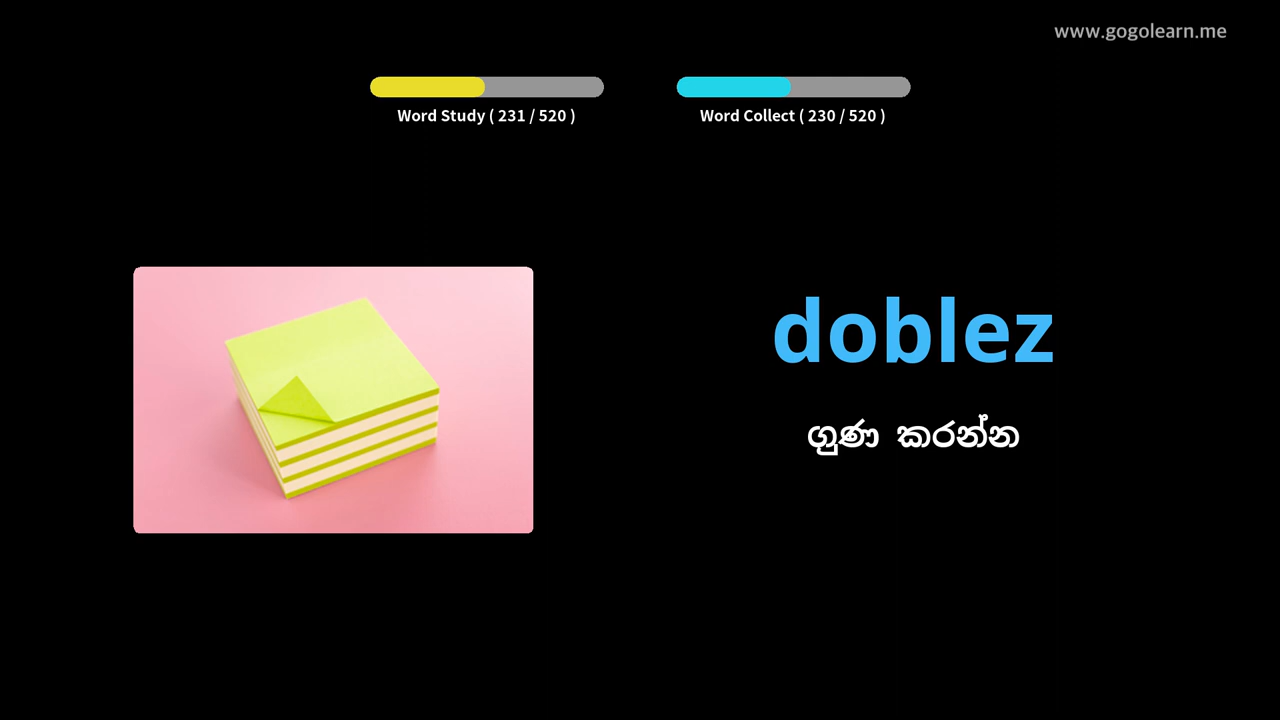 www.gogolearn.me
Word Study ( 231 / 520 )
Word Collect ( 230 / 520 )
doblez
ගුණ කරන්න